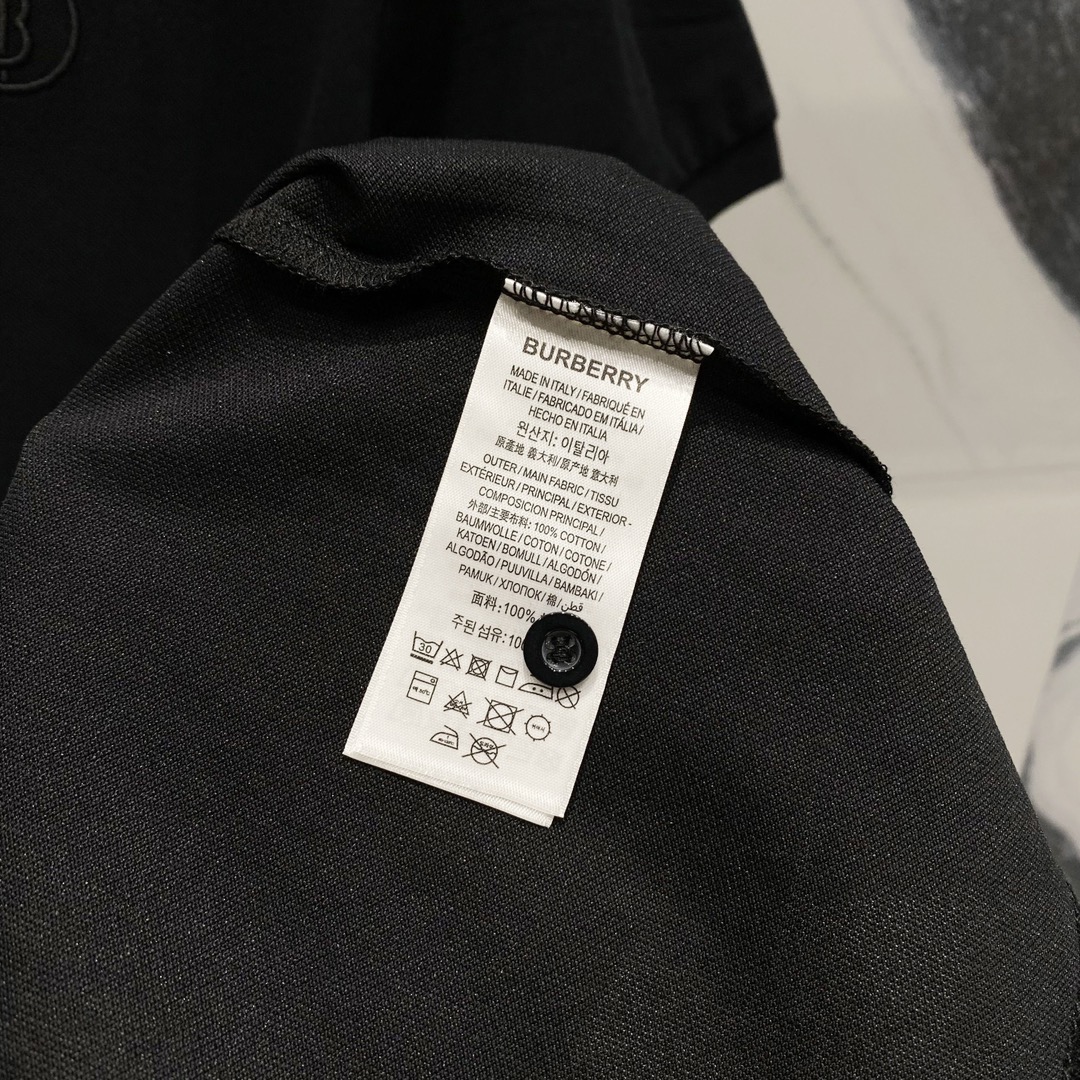 B
BURBERRY
MADE IN ITALY / FABRIQUÉ EN
ITALIE / FABRICADO EM ITÁLIA /
HECHO EN ITALIA
원산지: 이탈리아
原產地 義大利/原产地 意大利
OUTER / MAIN FABRIC / TISSU
EXTÉRIEUR / PRINCIPAL / EXTERIOR -
COMPOSICION PRINCIPAL /
外部/主要布料: 100% COTTON /
BAUMWOLLE / COTON / COTONE /
KATOEN / BOMULL / ALGODÓN /
ALGODÃO / PUUVILLA / BAMBAKI /
PAMUK / ХЛОПОК/ 棉/ قطن
面料: 100%
주된 섬유: 10
30